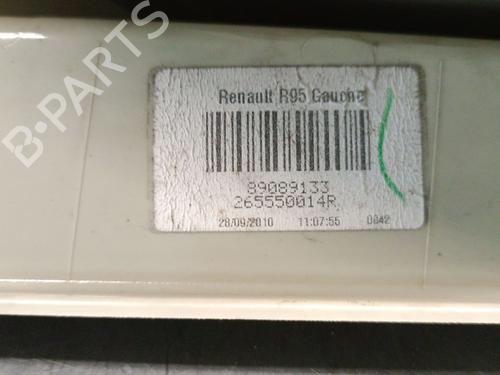 B-PARTS
Renault R95 Gauche
89089133
265550014R
28/09/2010 11:07:55 0842